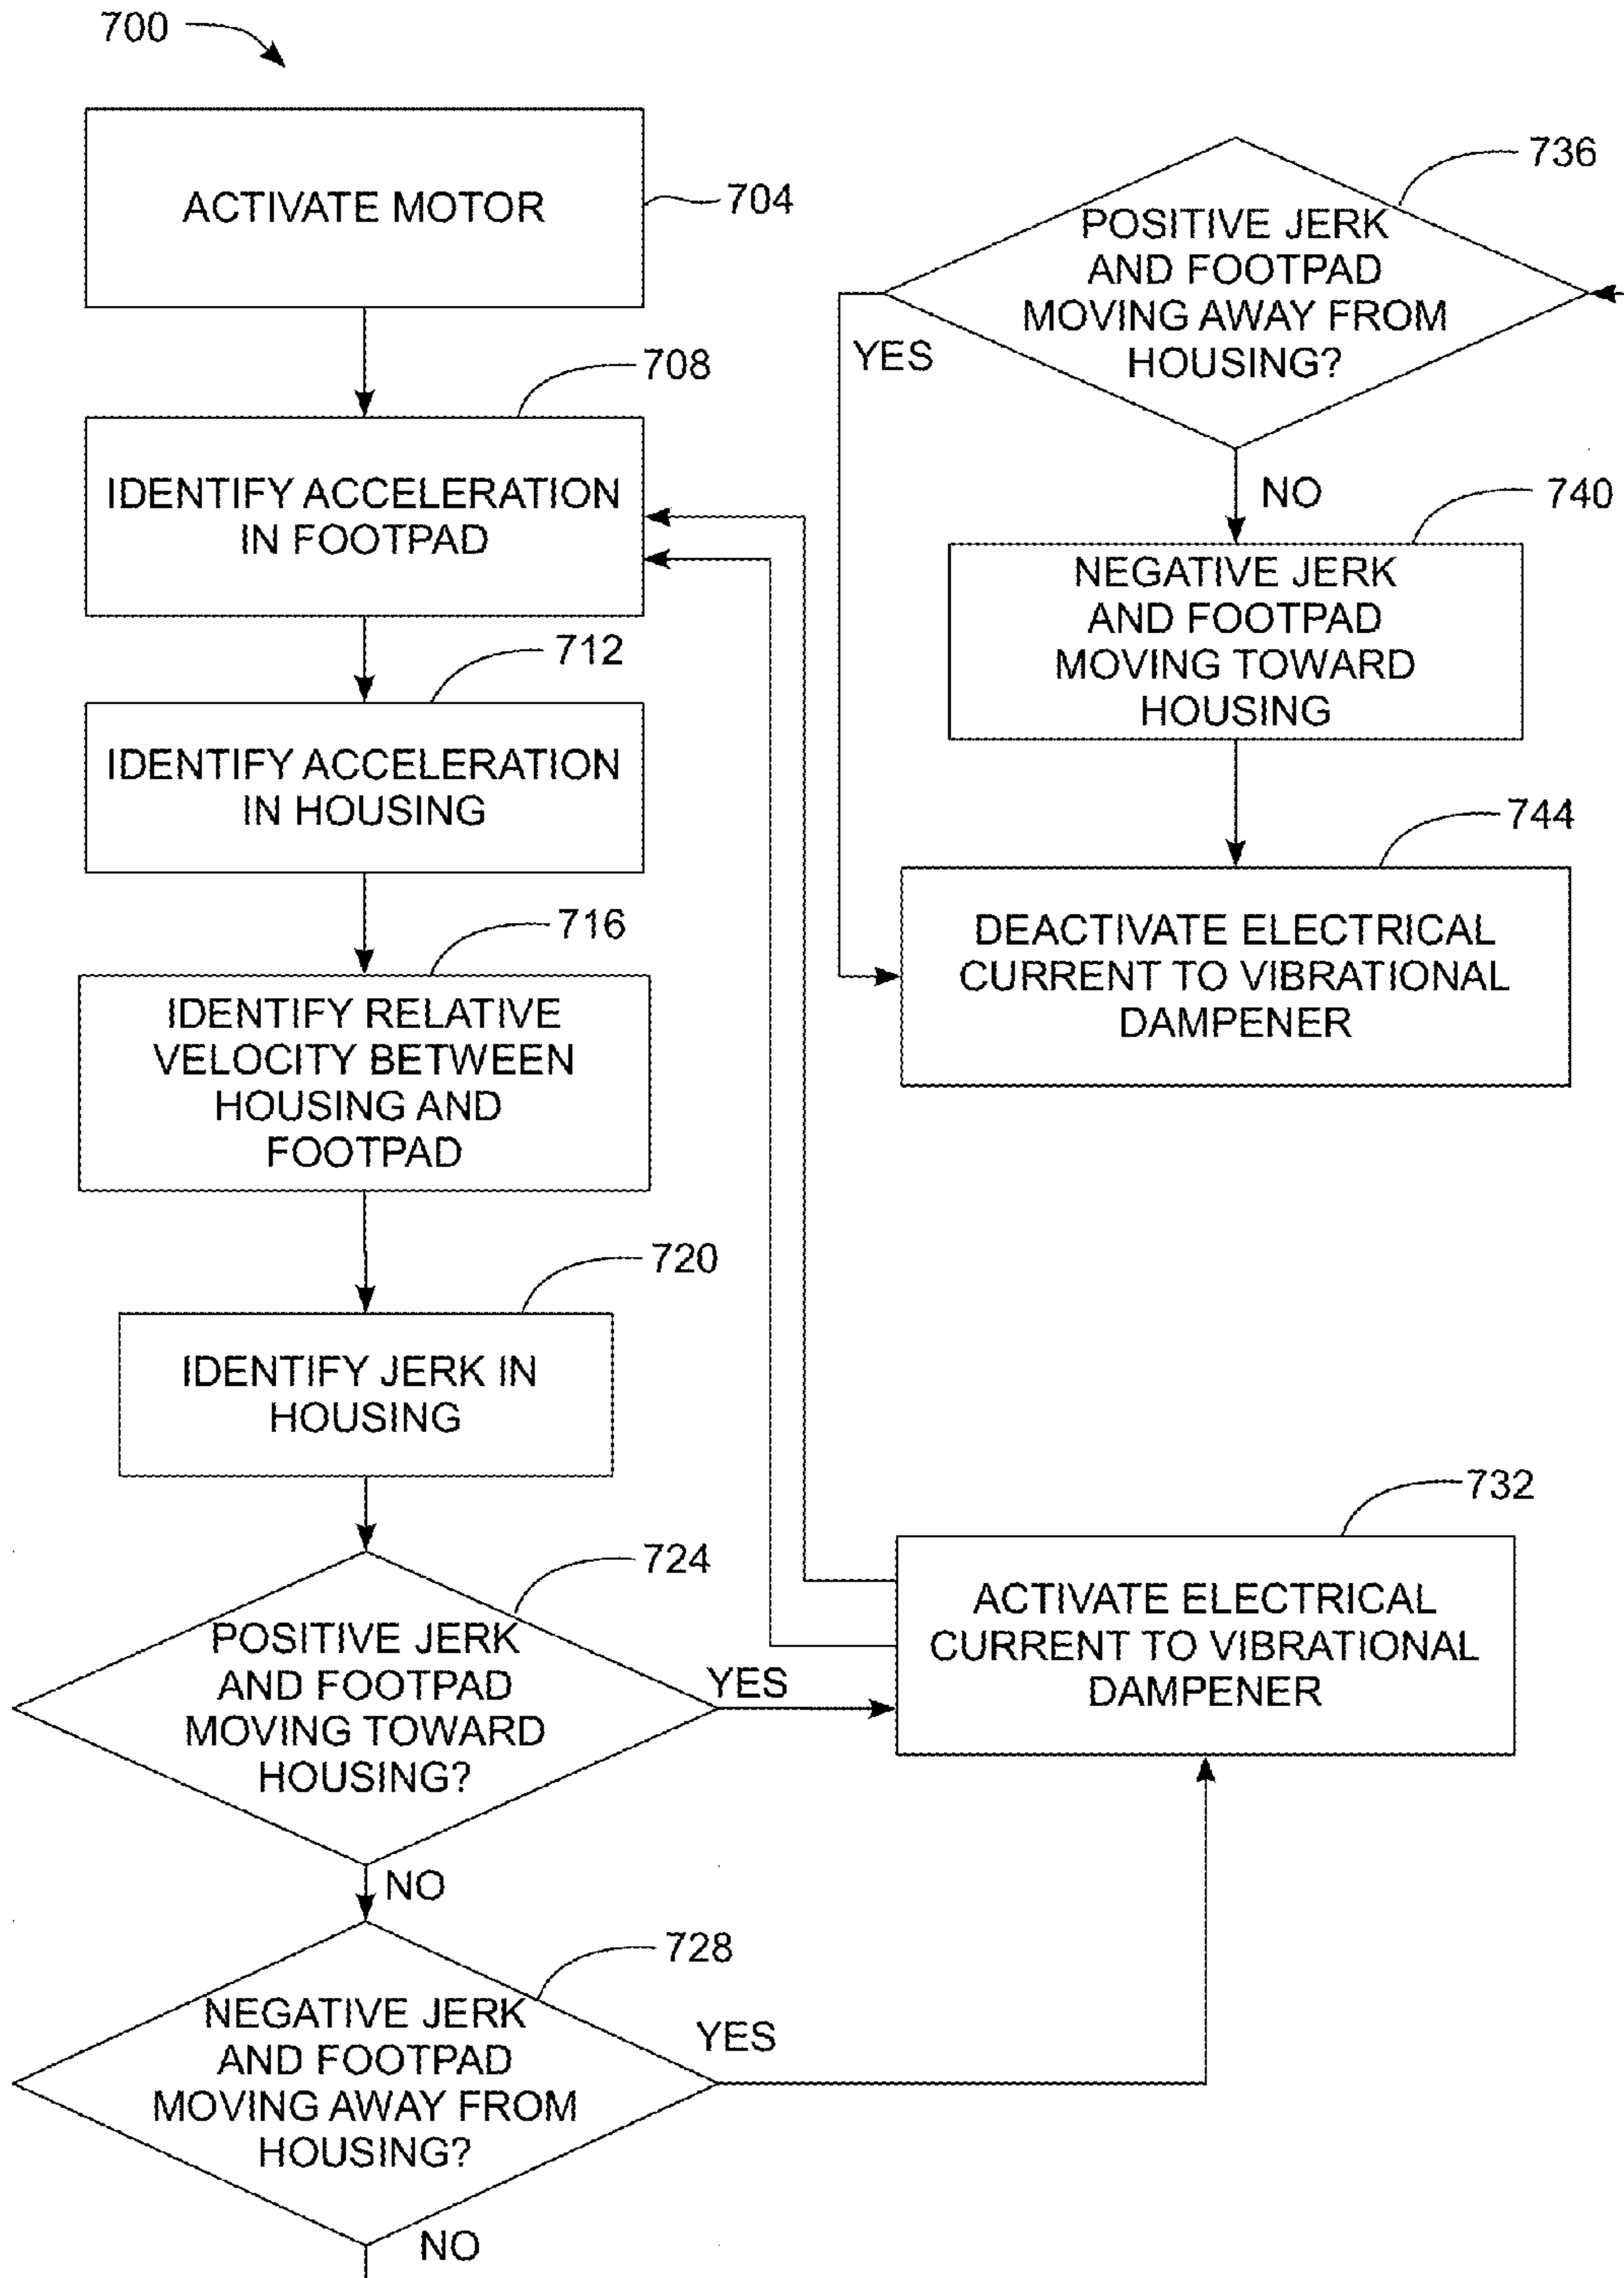 700
ACTIVATE MOTOR
704
708
IDENTIFY ACCELERATION
IN FOOTPAD
712
IDENTIFY ACCELERATION
IN HOUSING
716
IDENTIFY RELATIVE
VELOCITY BETWEEN
HOUSING AND
FOOTPAD
720
IDENTIFY JERK IN
HOUSING
724
POSITIVE JERK
AND FOOTPAD
MOVING TOWARD
HOUSING?
YES
NO
728
NEGATIVE JERK
AND FOOTPAD
MOVING AWAY FROM
HOUSING?
YES
NO
732
ACTIVATE ELECTRICAL
CURRENT TO VIBRATIONAL
DAMPENER
736
POSITIVE JERK
AND FOOTPAD
MOVING AWAY FROM
HOUSING?
YES
NO
740
NEGATIVE JERK
AND FOOTPAD
MOVING TOWARD
HOUSING
744
DEACTIVATE ELECTRICAL
CURRENT TO VIBRATIONAL
DAMPENER